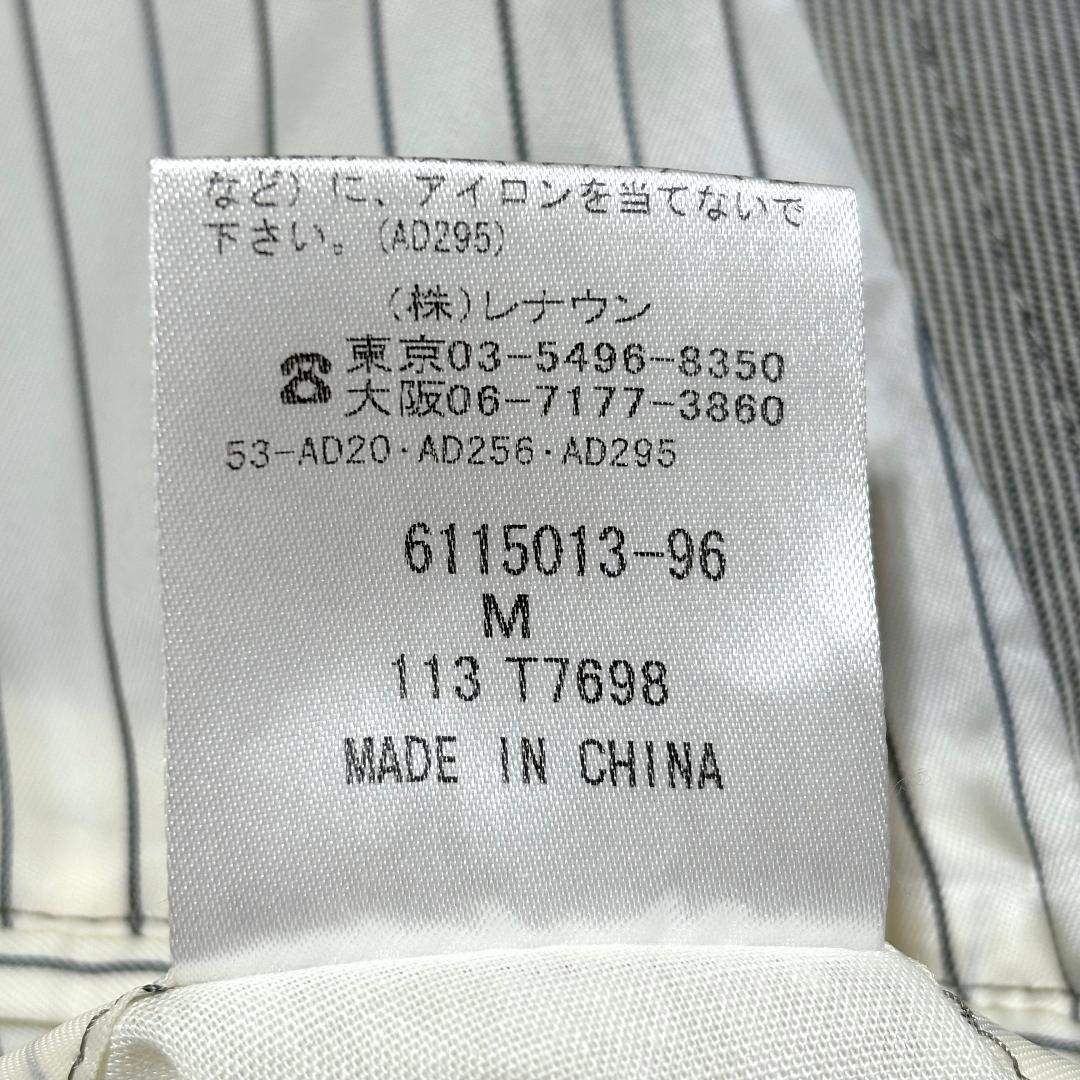 など)に、アイロンを当てないで
下さい。(AD295)
(株)レナウン
☎東京03-5496-8350
大阪06-7177-3860
53-AD20·AD256·AD295
6115013-96
M
113 T7698
MADE IN CHINA